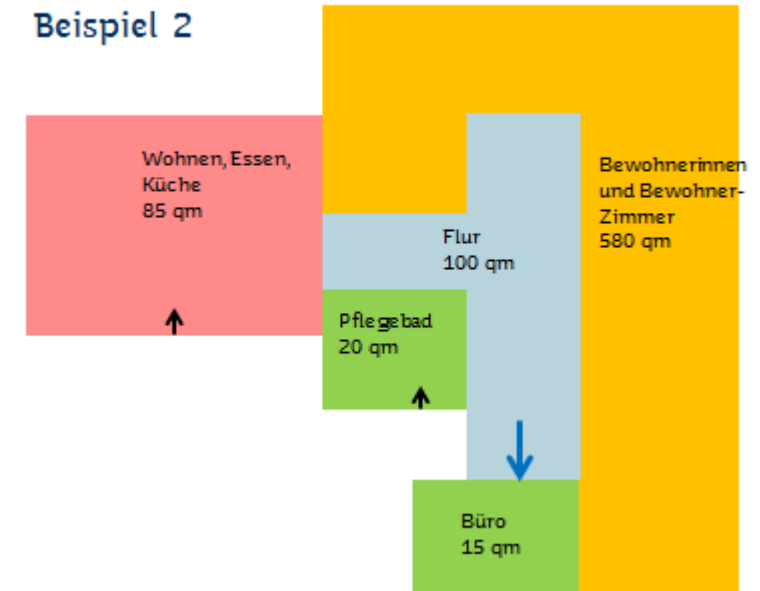 Beispiel 2
Wohnen, Essen,
Küche
85 qm
Bewohnerinnen
und Bewohner-
Zimmer
580 qm
Flur
100 qm
Pflegebad
20 qm
Büro
15 qm